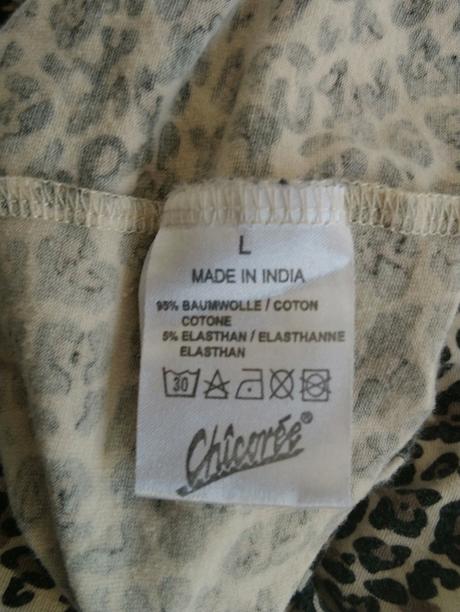 L
MADE IN INDIA
95% BAUMWOLLE / COTON
COTONE
5% ELASTHAN / ELASTHANNE
ELASTHAN
30
Chicorée®